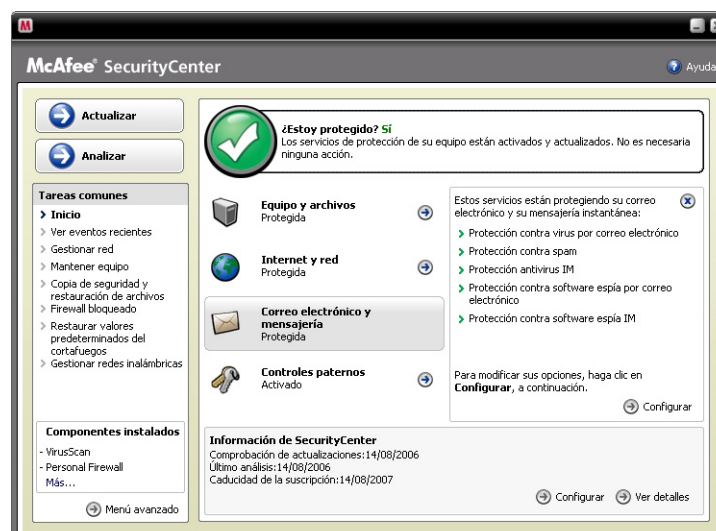 M
McAfee® SecurityCenter
Ayuda
Actualizar
Analizar
Tareas comunes
Inicio
Ver eventos recientes
Gestionar red
Mantener equipo
Copia de seguridad y
restauración de archivos
Firewall bloqueado
Restaurar valores
predeterminados del
cortafuegos
Gestionar redes inalámbricas
Componentes instalados
- VirusScan
- Personal Firewall
Más...
Menú avanzado
¿Estoy protegido? Sí
Los servicios de protección de su equipo están activados y actualizados. No es necesaria
ninguna acción.
Equipo y archivos
Protegida
Internet y red
Protegida
Correo electrónico y
mensajería
Protegida
Controles paternos
Activado
Estos servicios están protegiendo su correo
electrónico y su mensajería instantánea:
Protección contra virus por correo electrónico
Protección contra spam
Protección antivirus IM
Protección contra software espía por correo
electrónico
Protección contra software espía IM
Para modificar sus opciones, haga clic en
Configurar, a continuación.
Configurar
Información de SecurityCenter
Comprobación de actualizaciones:14/08/2006
Último análisis:14/08/2006
Caducidad de la suscripción:14/08/2007
Configurar
Ver detalles